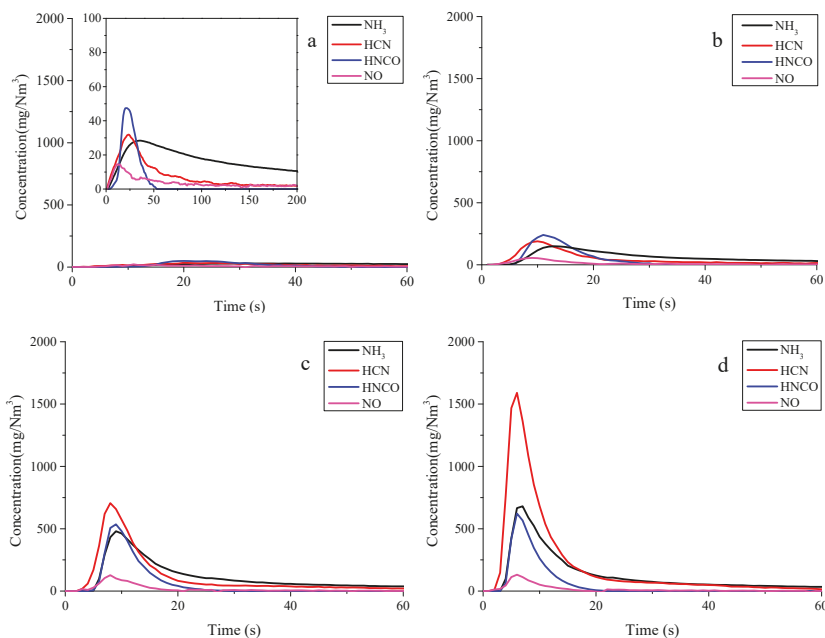 a
NH3
HCN
HNCO
NO
Concentration(mg/Nm3)
2000
1500
1000
500
0
100
80
60
40
20
0
0 50 100 150 200
0 20 40 60
Time (s)
b
NH3
HCN
HNCO
NO
Concentration(mg/Nm3)
2000
1500
1000
500
0
0 20 40 60
Time (s)
c
NH3
HCN
HNCO
NO
Concentration(mg/Nm3)
2000
1500
1000
500
0
0 20 40 60
Time (s)
d
NH3
HCN
HNCO
NO
Concentration(mg/Nm3)
2000
1500
1000
500
0
0 20 40 60
Time (s)